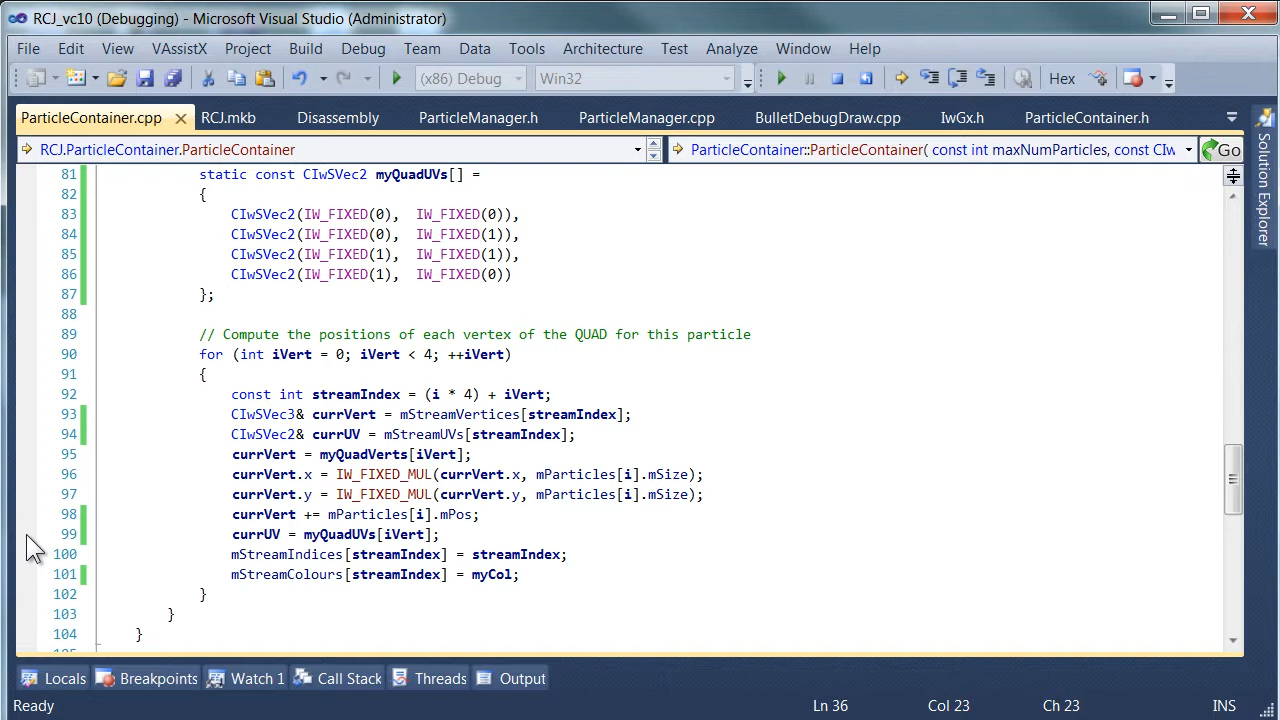 RCJ_vc10 (Debugging) - Microsoft Visual Studio (Administrator)
File Edit View VAssistX Project Build Debug Team Data Tools Architecture Test Analyze Window Help
(x86) Debug Win32 Hex
ParticleContainer.cpp RCJ.mkb Disassembly ParticleManager.h ParticleManager.cpp BulletDebugDraw.cpp IwGx.h ParticleContainer.h
RCJ.ParticleContainer.ParticleContainer ParticleContainer::ParticleContainer( const int maxNumParticles, const CIw Go
Solution Explorer
81 static const CIwSVec2 myQuadUVs[] =
82 {
83 CIwSVec2(IW_FIXED(0), IW_FIXED(0)),
84 CIwSVec2(IW_FIXED(0), IW_FIXED(1)),
85 CIwSVec2(IW_FIXED(1), IW_FIXED(1)),
86 CIwSVec2(IW_FIXED(1), IW_FIXED(0))
87 };
88
89 // Compute the positions of each vertex of the QUAD for this particle
90 for (int iVert = 0; iVert < 4; ++iVert)
91 {
92 const int streamIndex = (i * 4) + iVert;
93 CIwSVec3& currVert = mStreamVertices[streamIndex];
94 CIwSVec2& currUV = mStreamUVs[streamIndex];
95 currVert = myQuadVerts[iVert];
96 currVert.x = IW_FIXED_MUL(currVert.x, mParticles[i].mSize);
97 currVert.y = IW_FIXED_MUL(currVert.y, mParticles[i].mSize);
98 currVert += mParticles[i].mPos;
99 currUV = myQuadUVs[iVert];
100 mStreamIndices[streamIndex] = streamIndex;
101 mStreamColours[streamIndex] = myCol;
102 }
103 }
104 }
Locals Breakpoints Watch 1 Call Stack Threads Output
Ready Ln 36 Col 23 Ch 23 INS